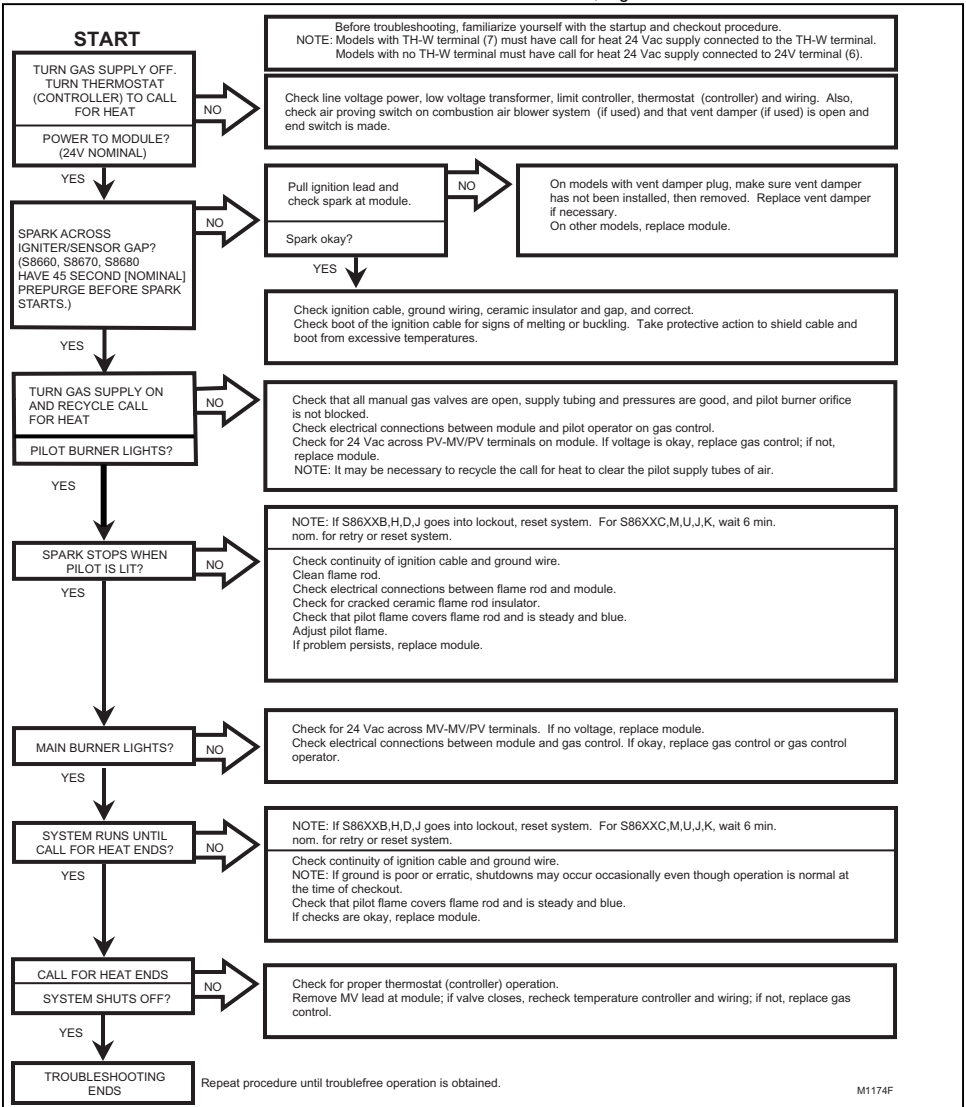 START
Before troubleshooting, familiarize yourself with the startup and checkout procedure.
NOTE: Models with TH-W terminal (7) must have call for heat 24 Vac supply connected to the TH-W terminal.
Models with no TH-W terminal must have call for heat 24 Vac supply connected to 24V terminal (6).
TURN GAS SUPPLY OFF.
TURN THERMOSTAT
(CONTROLLER) TO CALL
FOR HEAT
POWER TO MODULE?
(24V NOMINAL)
NO
Check line voltage power, low voltage transformer, limit controller, thermostat (controller) and wiring. Also,
check air proving switch on combustion air blower system (if used) and that vent damper (if used) is open and
end switch is made.
YES
SPARK ACROSS
IGNITER/SENSOR GAP?
(S8660, S8670, S8680
HAVE 45 SECOND [NOMINAL]
PREPURGE BEFORE SPARK
STARTS.)
NO
Pull ignition lead and
check spark at module.
Spark okay?
NO
On models with vent damper plug, make sure vent damper
has not been installed, then removed. Replace vent damper
if necessary.
On other models, replace module.
YES
Check ignition cable, ground wiring, ceramic insulator and gap, and correct.
Check boot of the ignition cable for signs of melting or buckling. Take protective action to shield cable and
boot from excessive temperatures.
YES
TURN GAS SUPPLY ON
AND RECYCLE CALL
FOR HEAT
PILOT BURNER LIGHTS?
NO
Check that all manual gas valves are open, supply tubing and pressures are good, and pilot burner orifice
is not blocked.
Check electrical connections between module and pilot operator on gas control.
Check for 24 Vac across PV-MV/PV terminals on module. If voltage is okay, replace gas control; if not,
replace module.
NOTE: It may be necessary to recycle the call for heat to clear the pilot supply tubes of air.
YES
SPARK STOPS WHEN
PILOT IS LIT?
NO
NOTE: If S86XXB,H,D,J goes into lockout, reset system. For S86XXC,M,U,J,K, wait 6 min.
nom. for retry or reset system.
Check continuity of ignition cable and ground wire.
Clean flame rod.
Check electrical connections between flame rod and module.
Check for cracked ceramic flame rod insulator.
Check that pilot flame covers flame rod and is steady and blue.
Adjust pilot flame.
If problem persists, replace module.
YES
MAIN BURNER LIGHTS?
NO
Check for 24 Vac across MV-MV/PV terminals. If no voltage, replace module.
Check electrical connections between module and gas control. If okay, replace gas control or gas control
operator.
YES
SYSTEM RUNS UNTIL
CALL FOR HEAT ENDS?
NO
NOTE: If S86XXB,H,D,J goes into lockout, reset system. For S86XXC,M,U,J,K, wait 6 min.
nom. for retry or reset system.
Check continuity of ignition cable and ground wire.
NOTE: If ground is poor or erratic, shutdowns may occur occasionally even though operation is normal at
the time of checkout.
Check that pilot flame covers flame rod and is steady and blue.
If checks are okay, replace module.
YES
CALL FOR HEAT ENDS
SYSTEM SHUTS OFF?
NO
Check for proper thermostat (controller) operation.
Remove MV lead at module; if valve closes, recheck temperature controller and wiring; if not, replace gas
control.
YES
TROUBLESHOOTING
ENDS
Repeat procedure until troublefree operation is obtained.
M1174F